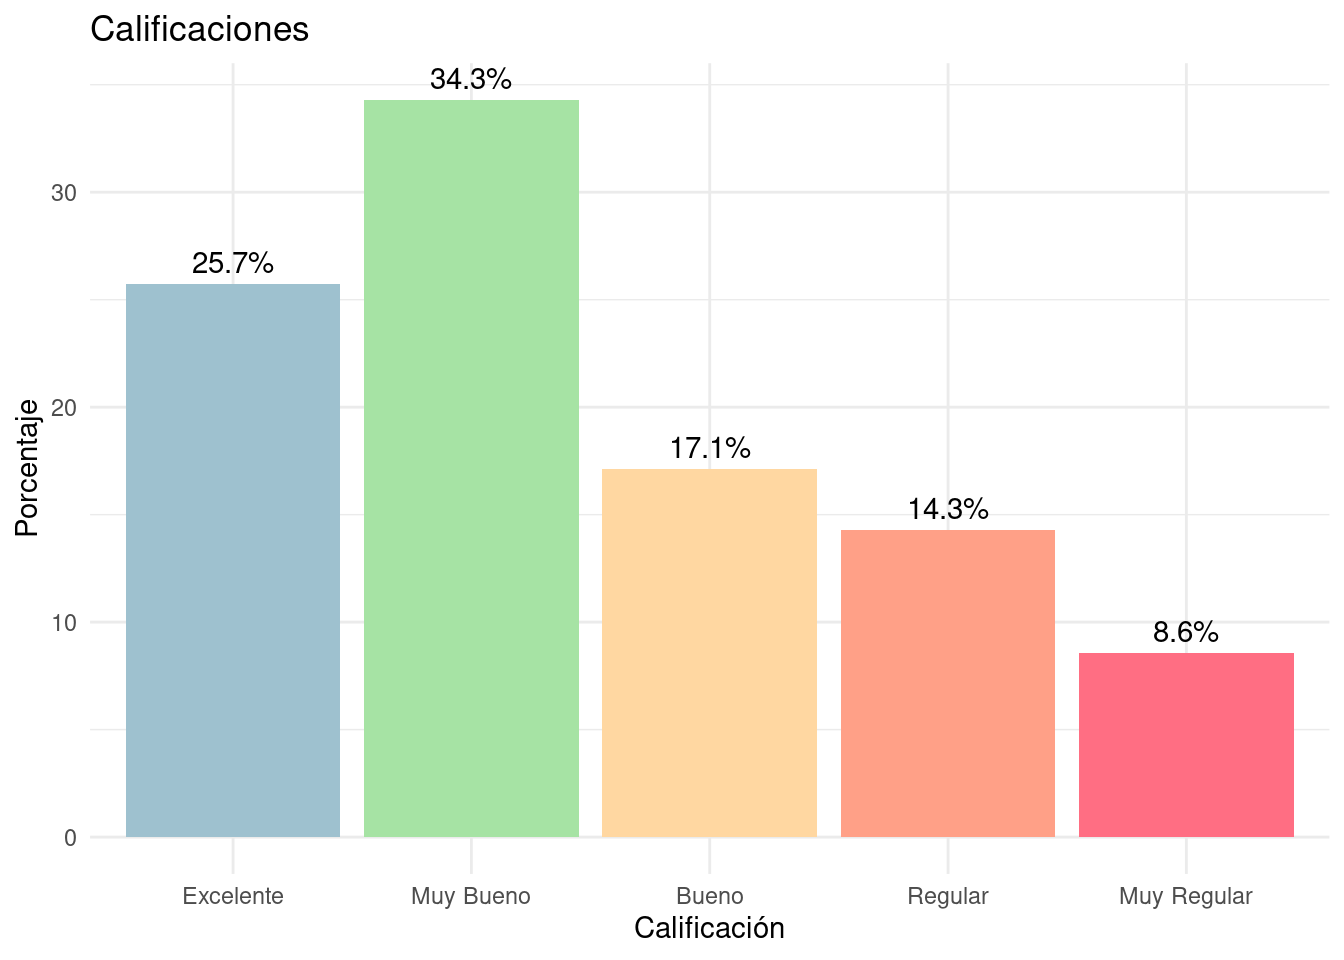 Calificaciones
34.3%
30
25.7%
20
Porcentaje
17.1%
14.3%
10
8.6%
0
Excelente Muy Bueno Bueno Regular Muy Regular
Calificación